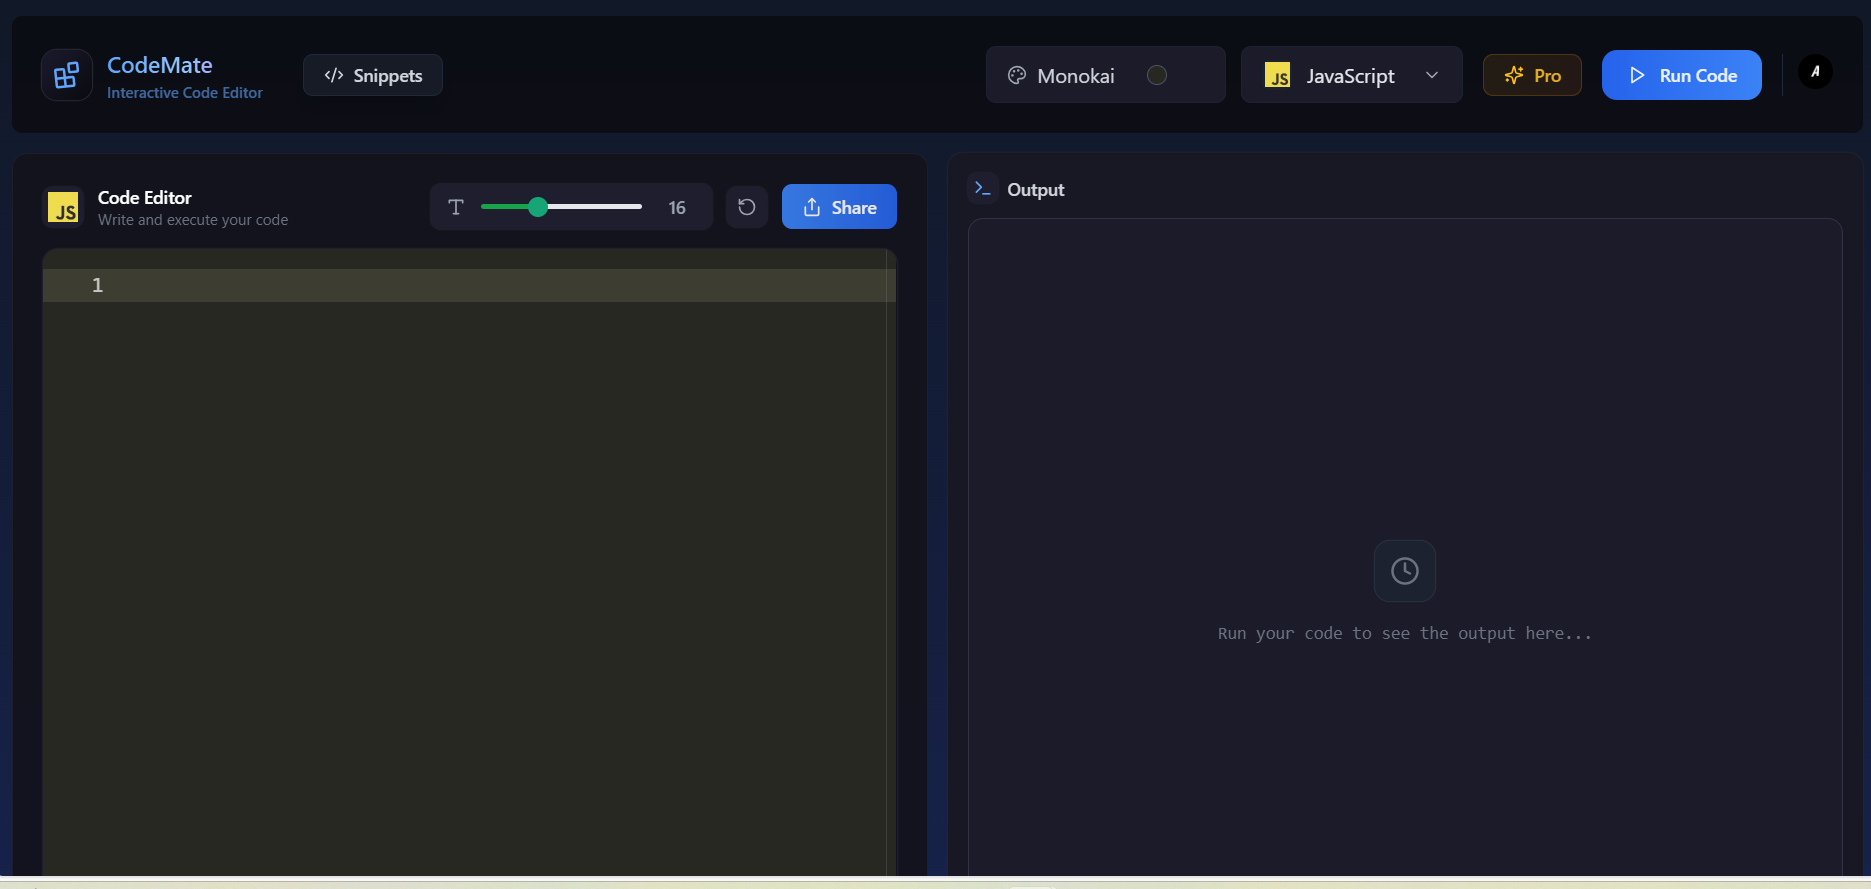 CodeMate
Interactive Code Editor
Snippets
Monokai
JS
JavaScript
Pro
Run Code
A
JS
Code Editor
Write and execute your code
16
Share
1
Output
Run your code to see the output here...